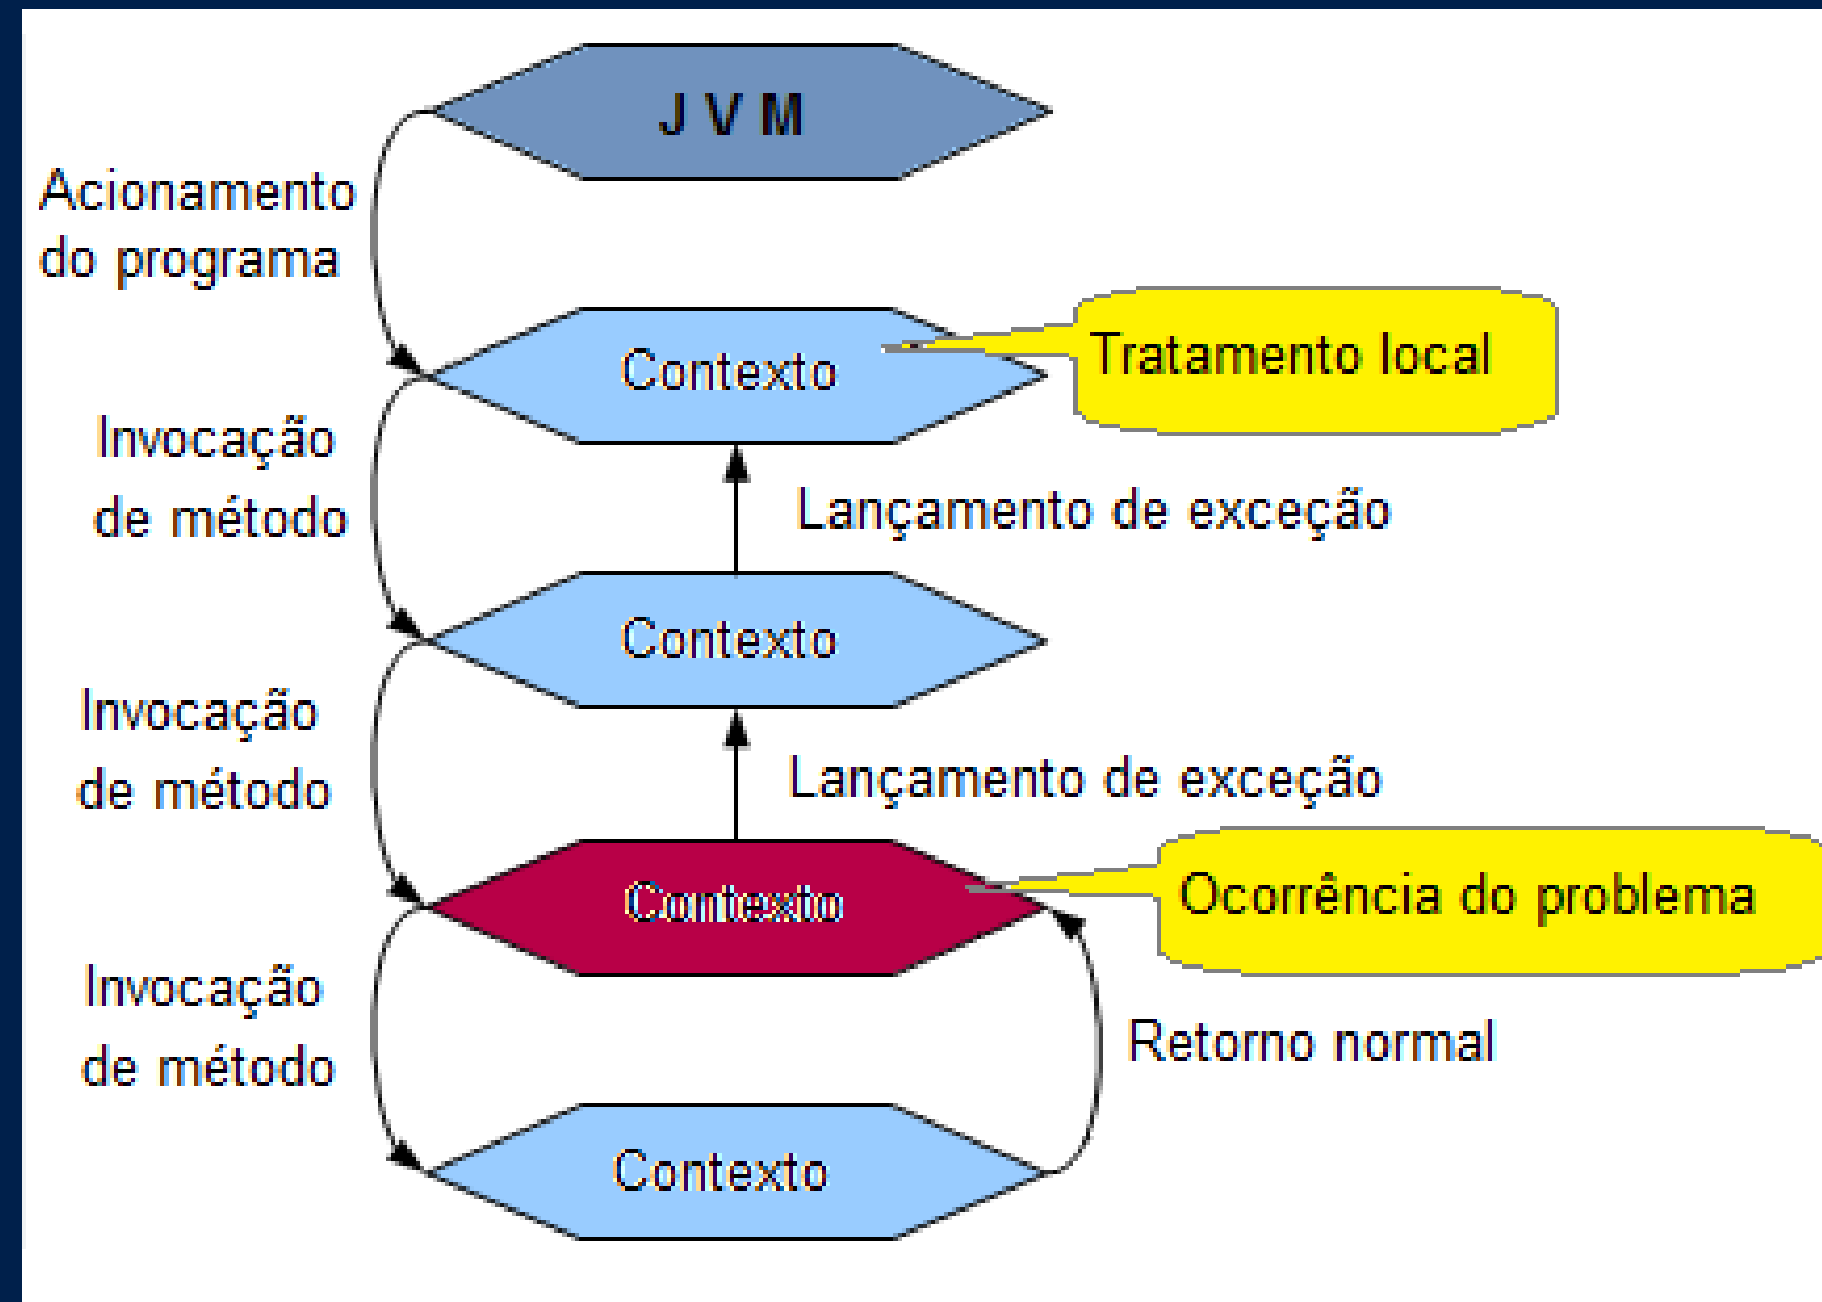 J V M
Acionamento
do programa
Contexto
Tratamento local
Invocação
de método
Lançamento de exceção
Contexto
Invocação
de método
Lançamento de exceção
Contexto
Ocorrência do problema
Invocação
de método
Retorno normal
Contexto